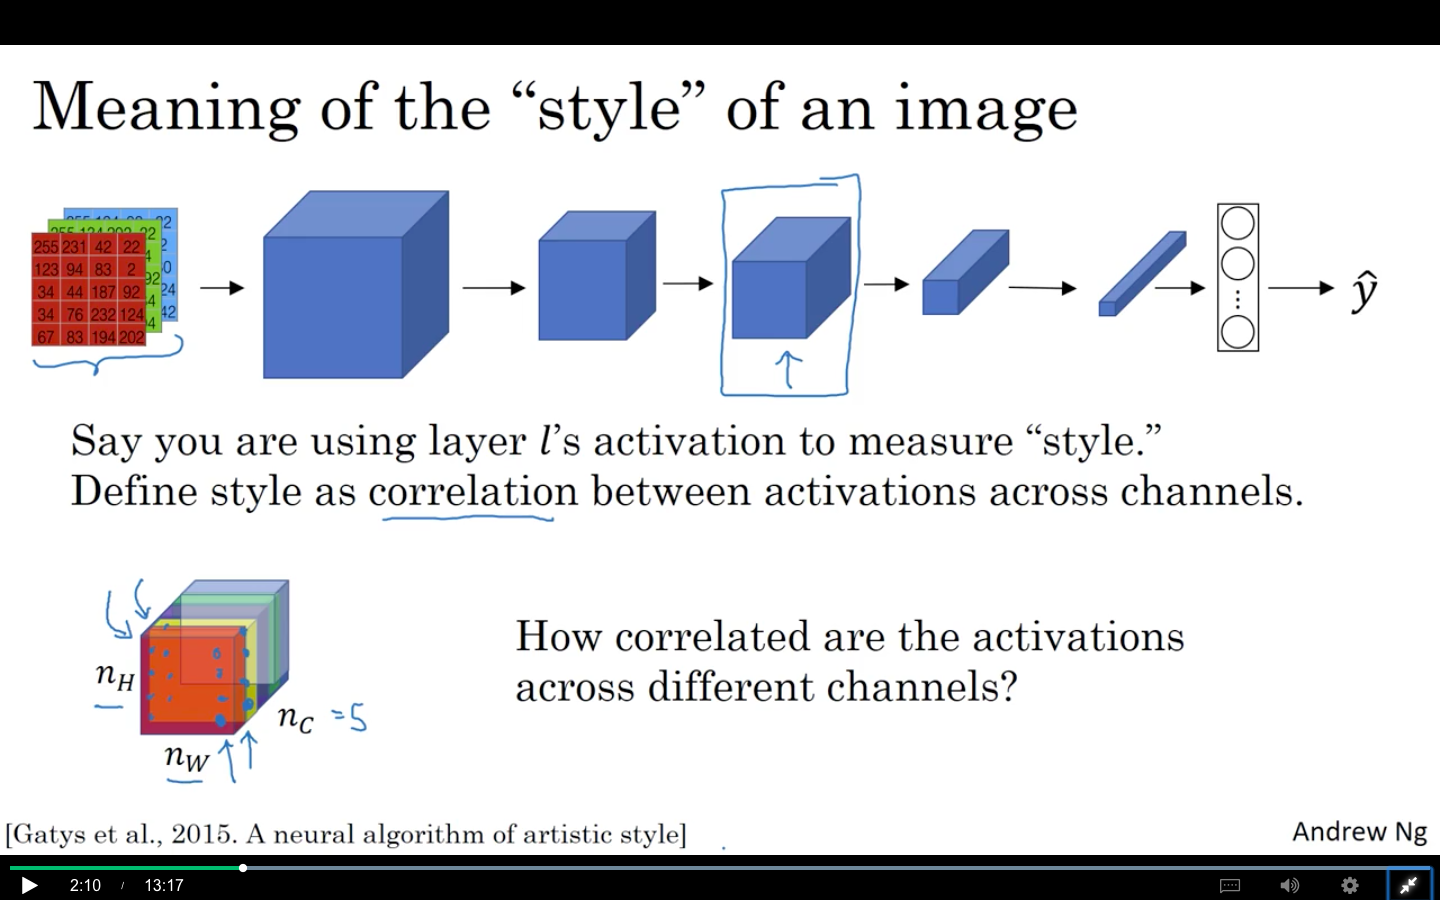 Meaning of the “style” of an image
255 231 42 22
123 94 83 2
34 44 187 92
34 76 232 124
67 83 194 202
ŷ
Say you are using layer l’s activation to measure “style.”
Define style as correlation between activations across channels.
How correlated are the activations
across different channels?
n_H
n_C = 5
n_W
[Gatys et al., 2015. A neural algorithm of artistic style]
Andrew Ng
2:10 / 13:17